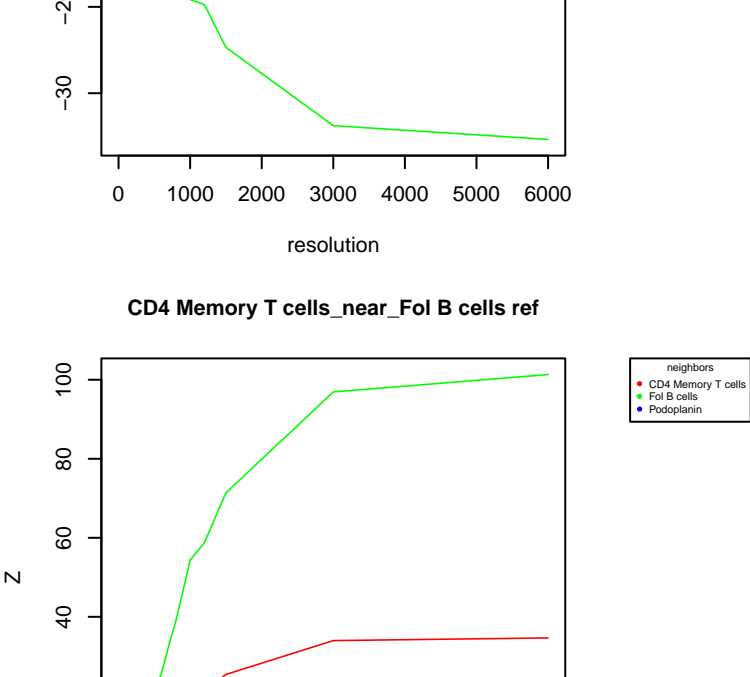 −2
−30
0 1000 2000 3000 4000 5000 6000
resolution
CD4 Memory T cells_near_Fol B cells ref
100
80
60
40
Z
neighbors
CD4 Memory T cells
Fol B cells
Podoplanin